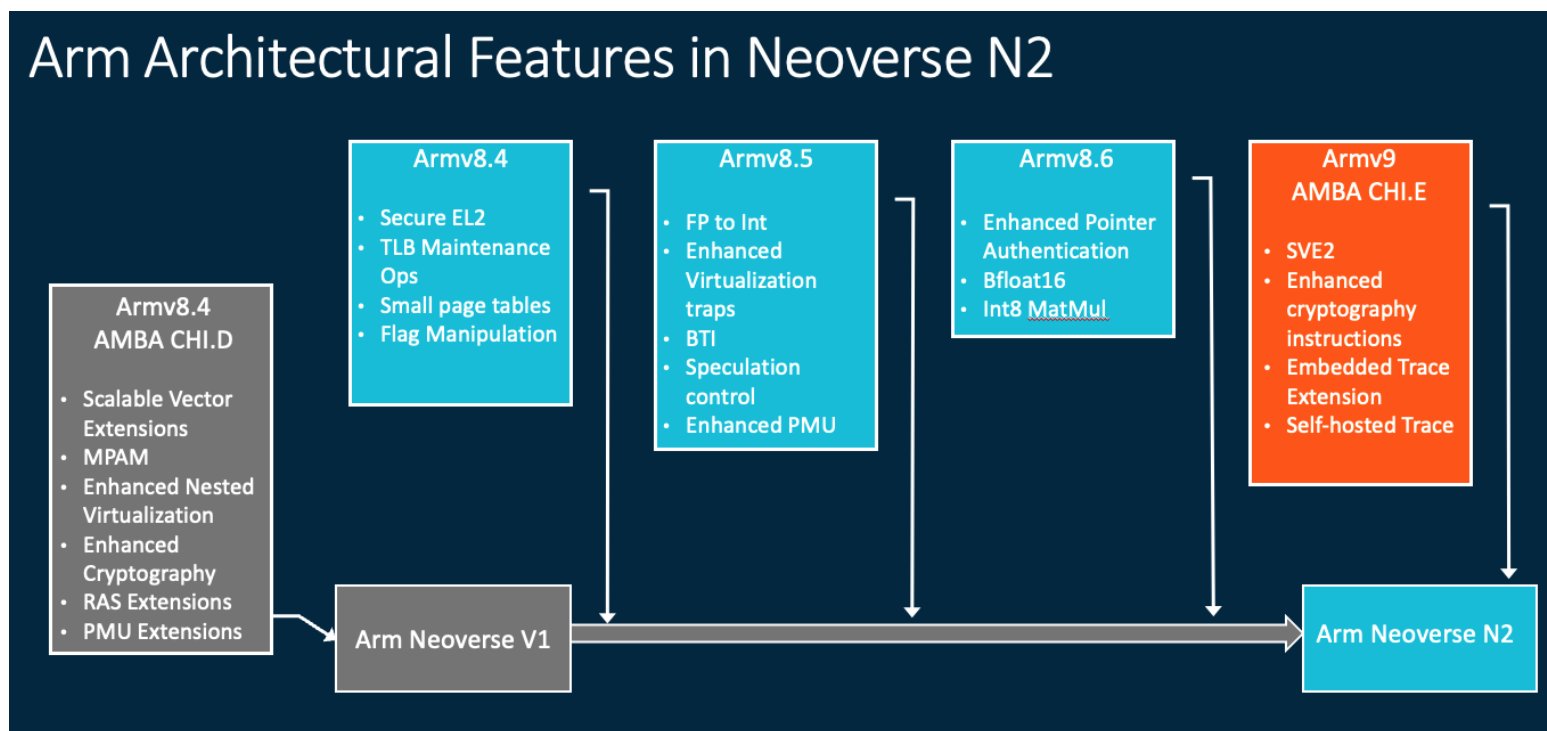 Arm Architectural Features in Neoverse N2
Armv8.4
AMBA CHI.D
• Scalable Vector
Extensions
• MPAM
• Enhanced Nested
Virtualization
• Enhanced
Cryptography
• RAS Extensions
• PMU Extensions
Armv8.4
• Secure EL2
• TLB Maintenance
Ops
• Small page tables
• Flag Manipulation
Armv8.5
• FP to Int
• Enhanced
Virtualization
traps
• BTI
• Speculation
control
• Enhanced PMU
Armv8.6
• Enhanced Pointer
Authentication
• Bfloat16
• Int8 MatMul
Armv9
AMBA CHI.E
• SVE2
• Enhanced
cryptography
instructions
• Embedded Trace
Extension
• Self-hosted Trace
Arm Neoverse V1
Arm Neoverse N2